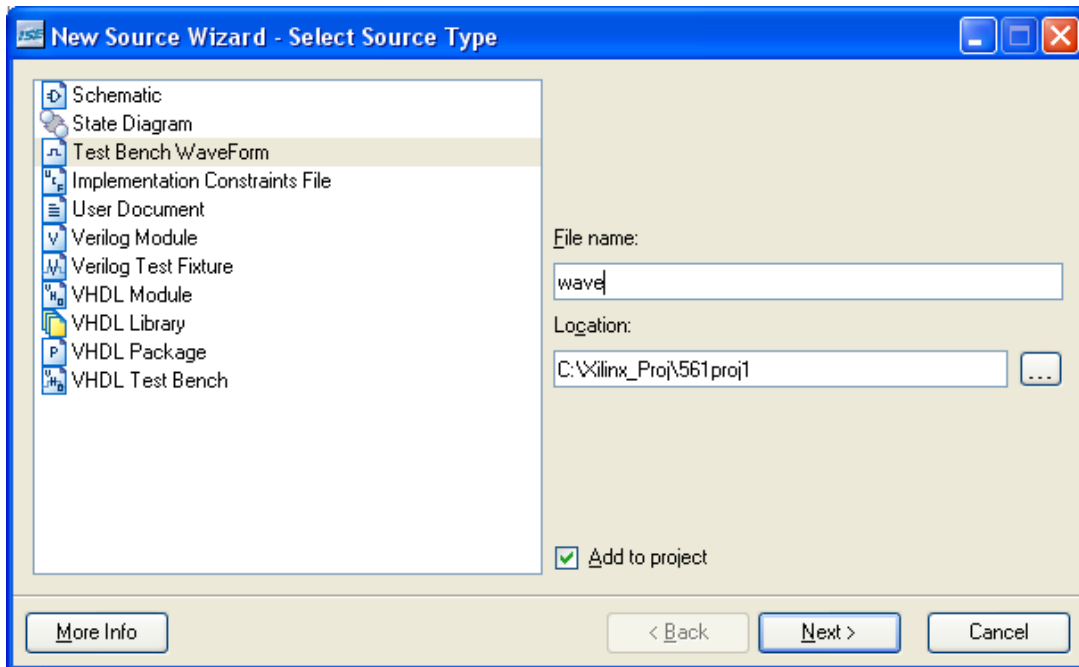 ISE New Source Wizard - Select Source Type
Schematic
State Diagram
Test Bench WaveForm
Implementation Constraints File
User Document
Verilog Module
Verilog Test Fixture
VHDL Module
VHDL Library
VHDL Package
VHDL Test Bench
File name:
wave
Location:
C:\Xilinx_Proj\561proj1
...
Add to project
More Info
< Back
Next >
Cancel